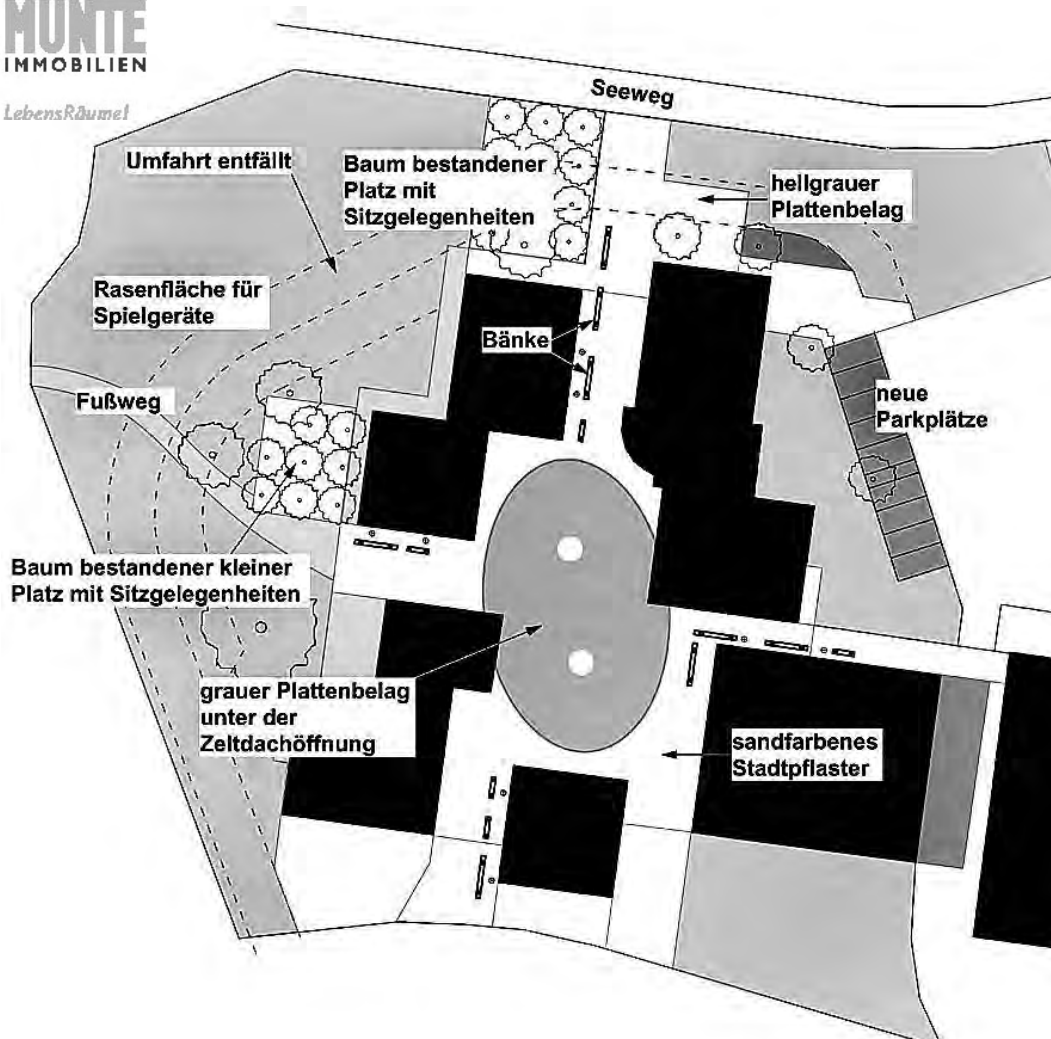 MUNTE
IMMOBILIEN
LebensRäume!
Seeweg
Umfahrt entfällt
Baum bestandener
Platz mit
Sitzgelegenheiten
hellgrauer
Plattenbelag
Rasenfläche für
Spielgeräte
Bänke
Fußweg
neue
Parkplätze
Baum bestandener kleiner
Platz mit Sitzgelegenheiten
grauer Plattenbelag
unter der
Zeltdachöffnung
sandfarbenes
Stadtpflaster